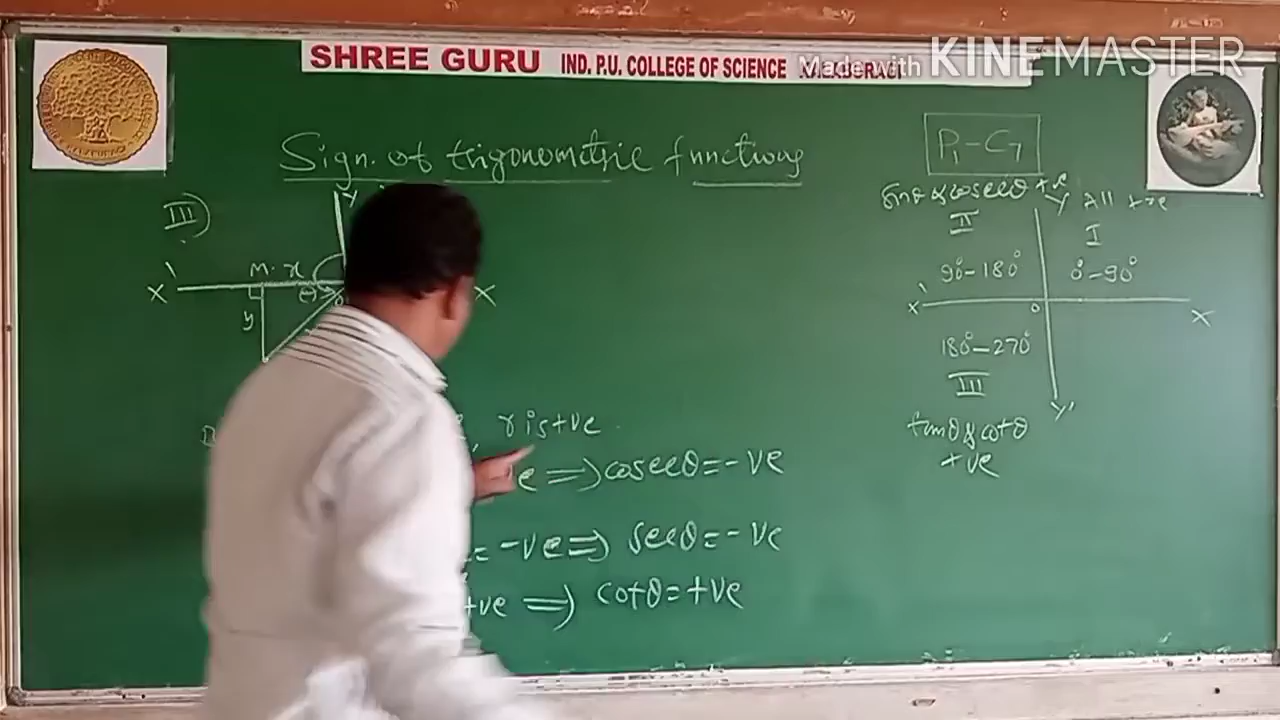 SHREE GURU IND. P.U. COLLEGE OF SCIENCE
Made with KINEMASTER
Sign. of trigonometric functions
P1-C7
III)
Y
M x
X' X
y
r is +ve
e => cosecθ = -ve
= -ve => secθ = -ve
+ve => cotθ = +ve
sinθ & cosecθ +ve Y All +ve
II I
90°-180° 0°-90°
X' O X
180°-270°
III
Y'
tanθ & cotθ
+ve